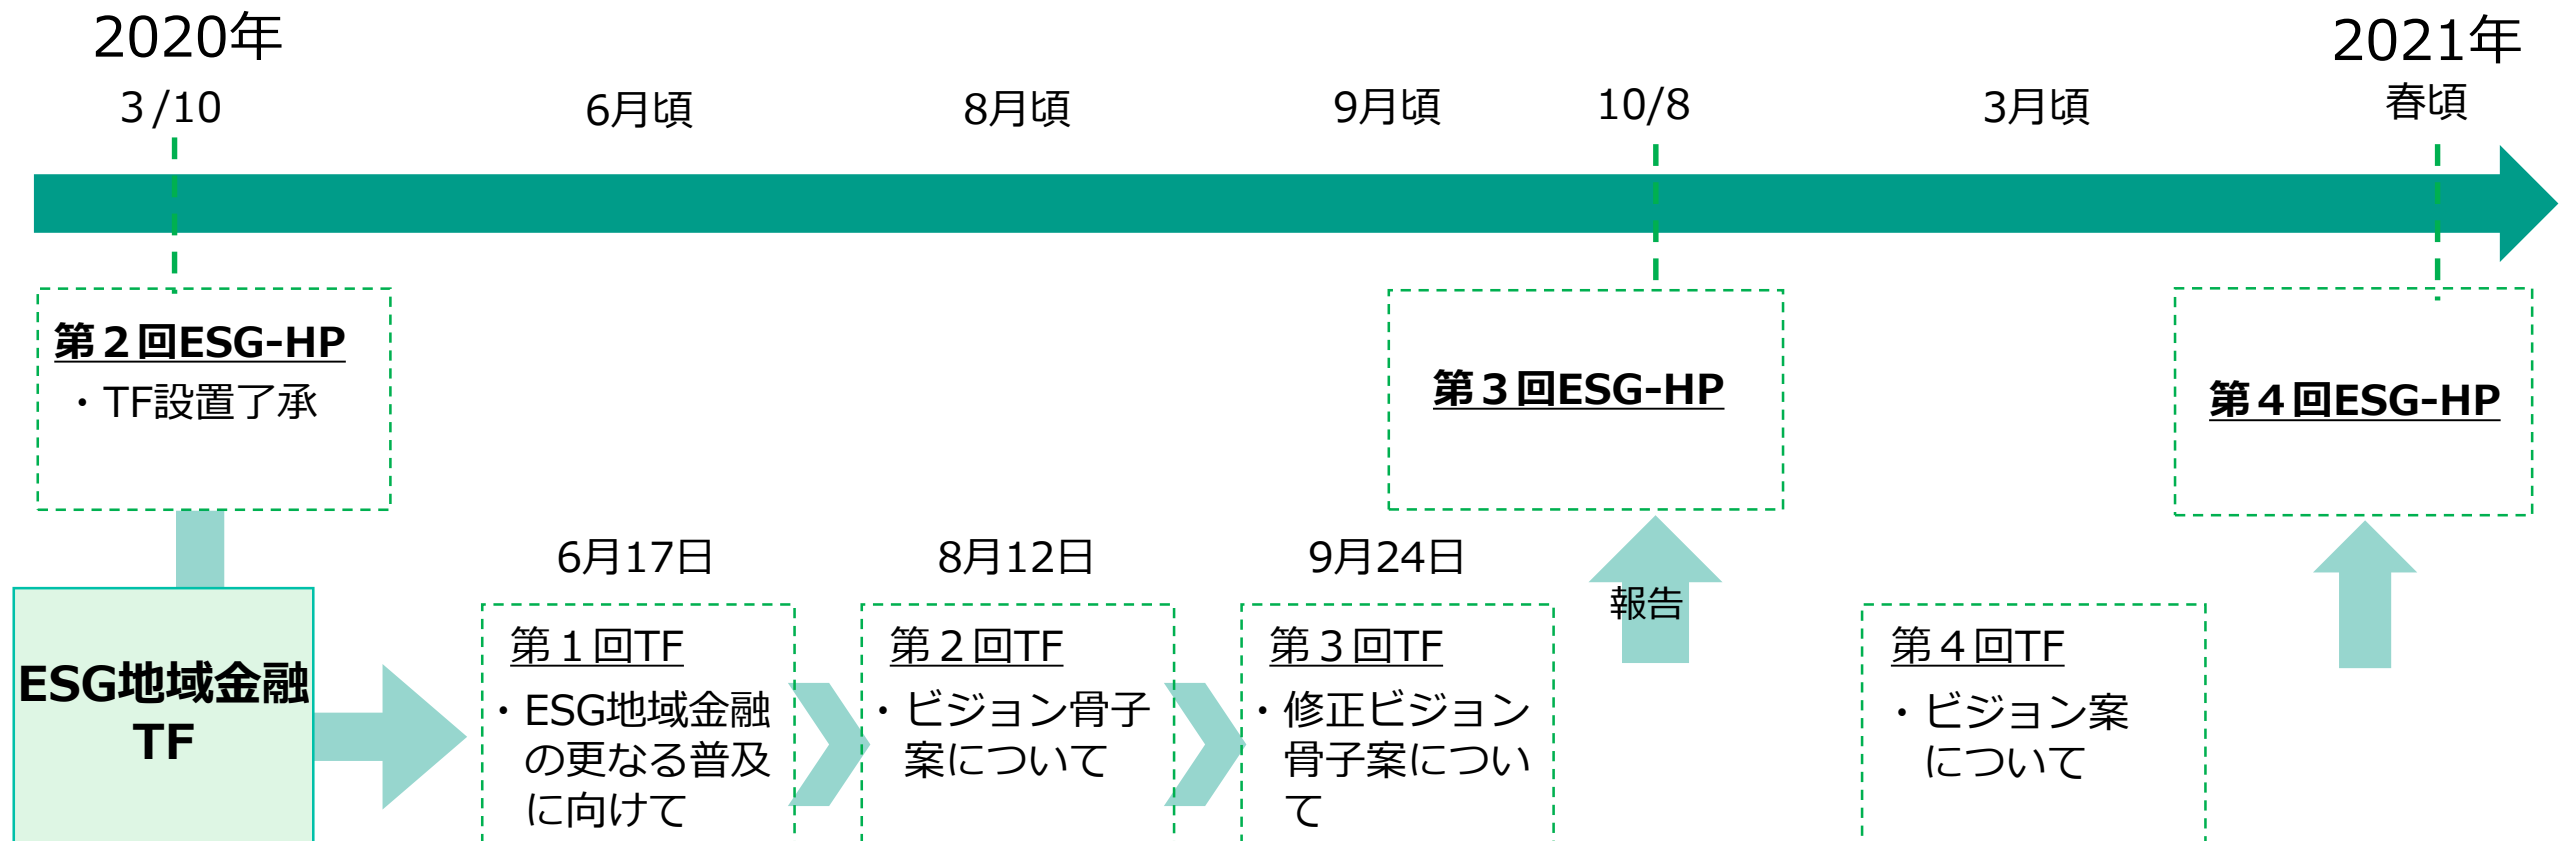 2020年
2021年
3/10
6月頃
8月頃
9月頃
10/8
3月頃
春頃
第２回ESG-HP
・TF設置了承
第３回ESG-HP
第４回ESG-HP
ESG地域金融
TF
6月17日
第１回TF
・ESG地域金融
の更なる普及
に向けて
8月12日
第２回TF
・ビジョン骨子
案について
9月24日
第３回TF
・修正ビジョン
骨子案につい
て
報告
第４回TF
・ビジョン案
について